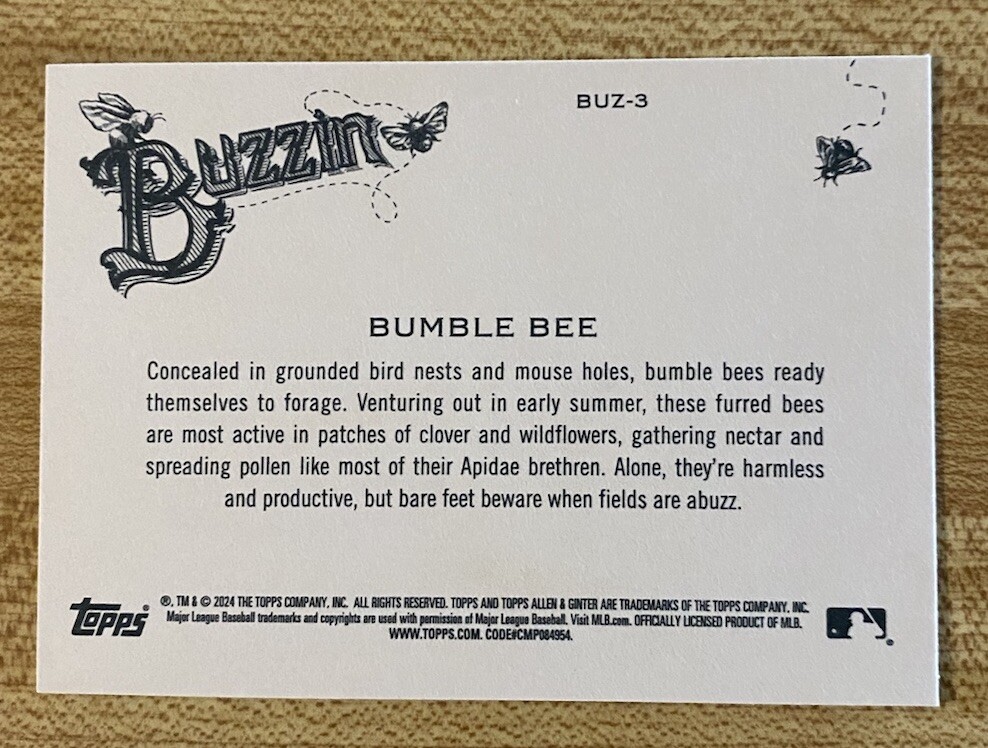 Buzzin
BUZ-3
BUMBLE BEE
Concealed in grounded bird nests and mouse holes, bumble bees ready
themselves to forage. Venturing out in early summer, these furred bees
are most active in patches of clover and wildflowers, gathering nectar and
spreading pollen like most of their Apidae brethren. Alone, they're harmless
and productive, but bare feet beware when fields are abuzz.
topps®
®, TM & © 2024 THE TOPPS COMPANY, INC. ALL RIGHTS RESERVED. TOPPS AND TOPPS ALLEN & GINTER ARE TRADEMARKS OF THE TOPPS COMPANY, INC.
Major League Baseball trademarks and copyrights are used with permission of Major League Baseball. Visit MLB.com. OFFICIALLY LICENSED PRODUCT OF MLB.
WWW.TOPPS.COM. CODE#CMP084954.
®